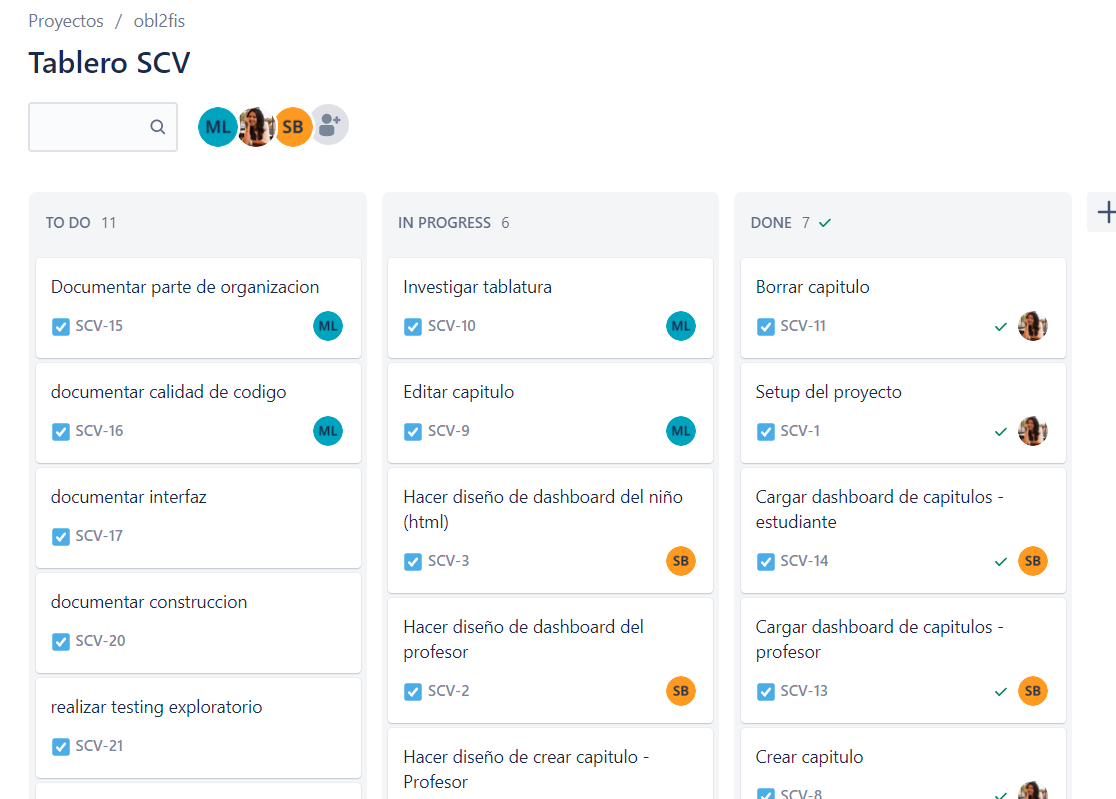 Proyectos / obl2fis
Tablero SCV
ML SB
TO DO 11
Documentar parte de organizacion
SCV-15 ML
documentar calidad de codigo
SCV-16 ML
documentar interfaz
SCV-17
documentar construccion
SCV-20
realizar testing exploratorio
SCV-21
IN PROGRESS 6
Investigar tablatura
SCV-10 ML
Editar capitulo
SCV-9 ML
Hacer diseño de dashboard del niño
(html)
SCV-3 SB
Hacer diseño de dashboard del
profesor
SCV-2 SB
Hacer diseño de crear capitulo -
Profesor
DONE 7
Borrar capitulo
SCV-11
Setup del proyecto
SCV-1
Cargar dashboard de capitulos -
estudiante
SCV-14 SB
Cargar dashboard de capitulos -
profesor
SCV-13 SB
Crear capitulo
SCV-8